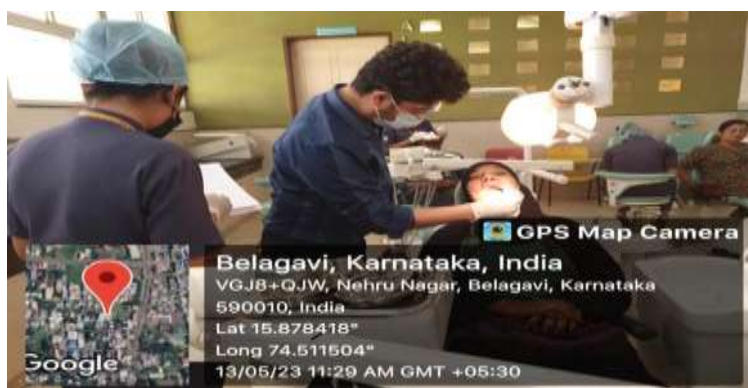 GPS Map Camera
Belagavi, Karnataka, India
VGJ8+QJW, Nehru Nagar, Belagavi, Karnataka
590010, India
Lat 15.878418°
Long 74.511504°
13/05/23 11:29 AM GMT +05:30
Google